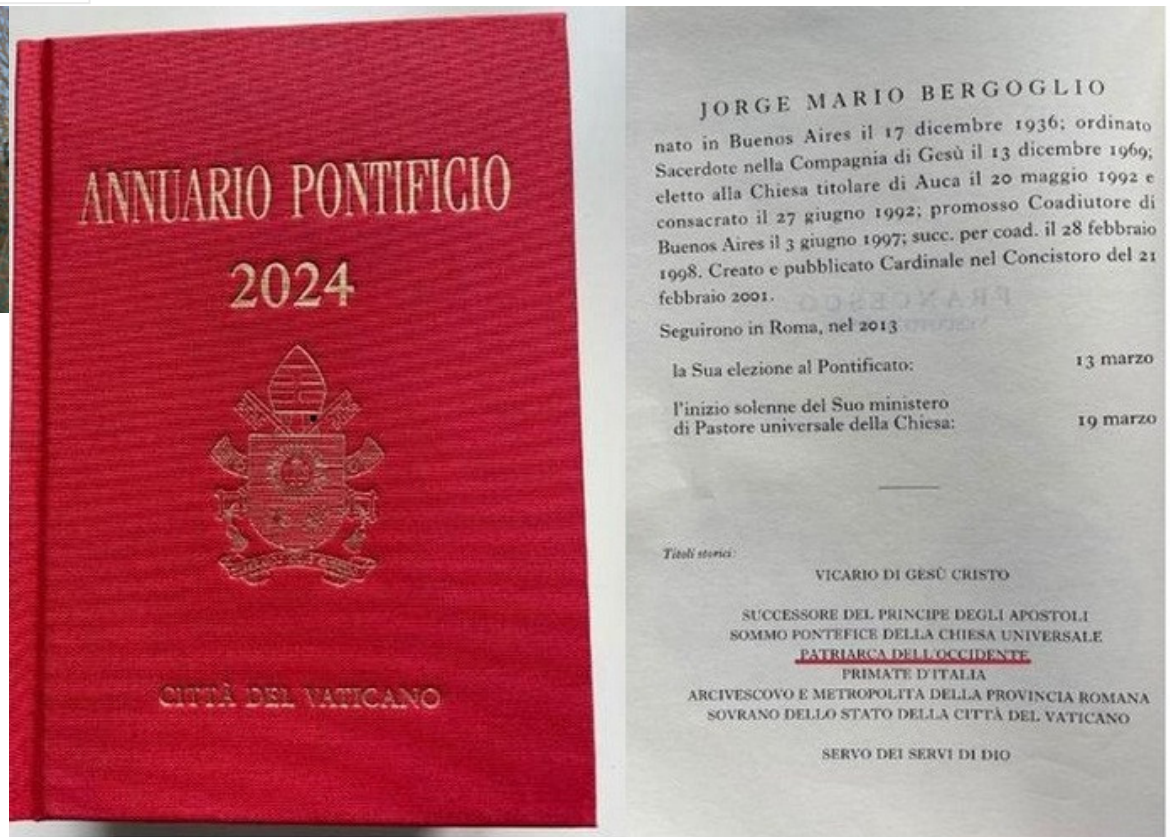 ANNUARIO PONTIFICIO
2024
CITTÀ DEL VATICANO
JORGE MARIO BERGOGLIO
nato in Buenos Aires il 17 dicembre 1936; ordinato
Sacerdote nella Compagnia di Gesù il 13 dicembre 1969;
eletto alla Chiesa titolare di Auca il 20 maggio 1992 e
consacrato il 27 giugno 1992; promosso Coadiutore di
Buenos Aires il 3 giugno 1997; succ. per coad. il 28 febbraio
1998. Creato e pubblicato Cardinale nel Concistoro del 21
febbraio 2001.
Seguirono in Roma, nel 2013
la Sua elezione al Pontificato: 13 marzo
l'inizio solenne del Suo ministero
di Pastore universale della Chiesa: 19 marzo
Titoli storici:
VICARIO DI GESÙ CRISTO
SUCCESSORE DEL PRINCIPE DEGLI APOSTOLI
SOMMO PONTEFICE DELLA CHIESA UNIVERSALE
PATRIARCA DELL'OCCIDENTE
PRIMATE D'ITALIA
ARCIVESCOVO E METROPOLITA DELLA PROVINCIA ROMANA
SOVRANO DELLO STATO DELLA CITTÀ DEL VATICANO
SERVO DEI SERVI DI DIO